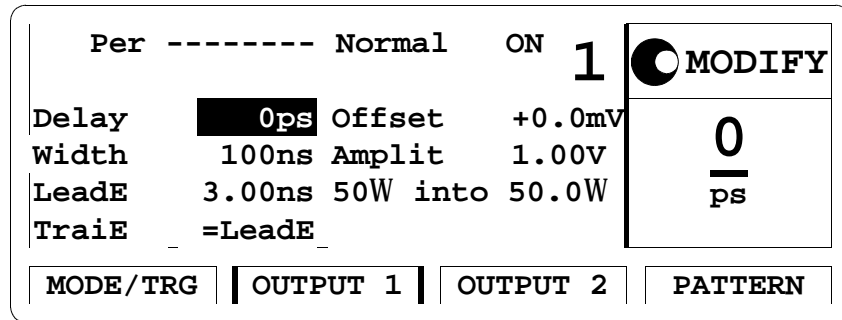 Per -------- Normal ON 1
MODIFY
Delay 0ps Offset +0.0mV
Width 100ns Amplit 1.00V
0
ps
LeadE 3.00ns 50W into 50.0W
TraiE =LeadE
MODE/TRG OUTPUT 1 OUTPUT 2 PATTERN